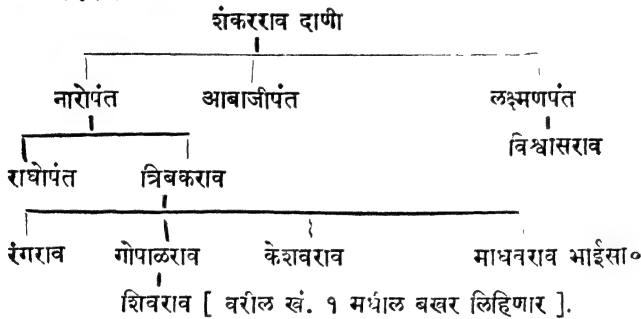 शंकरराव दाणी
नारोपंत आबाजीपंत लक्ष्मणपंत
विश्वासराव
राघोपंत त्रिबकराव
रंगराव गोपाळराव केशवराव माधवराव भाईसा०
शिवराव [ वरील खं. १ मधील बखर लिहिणार ].